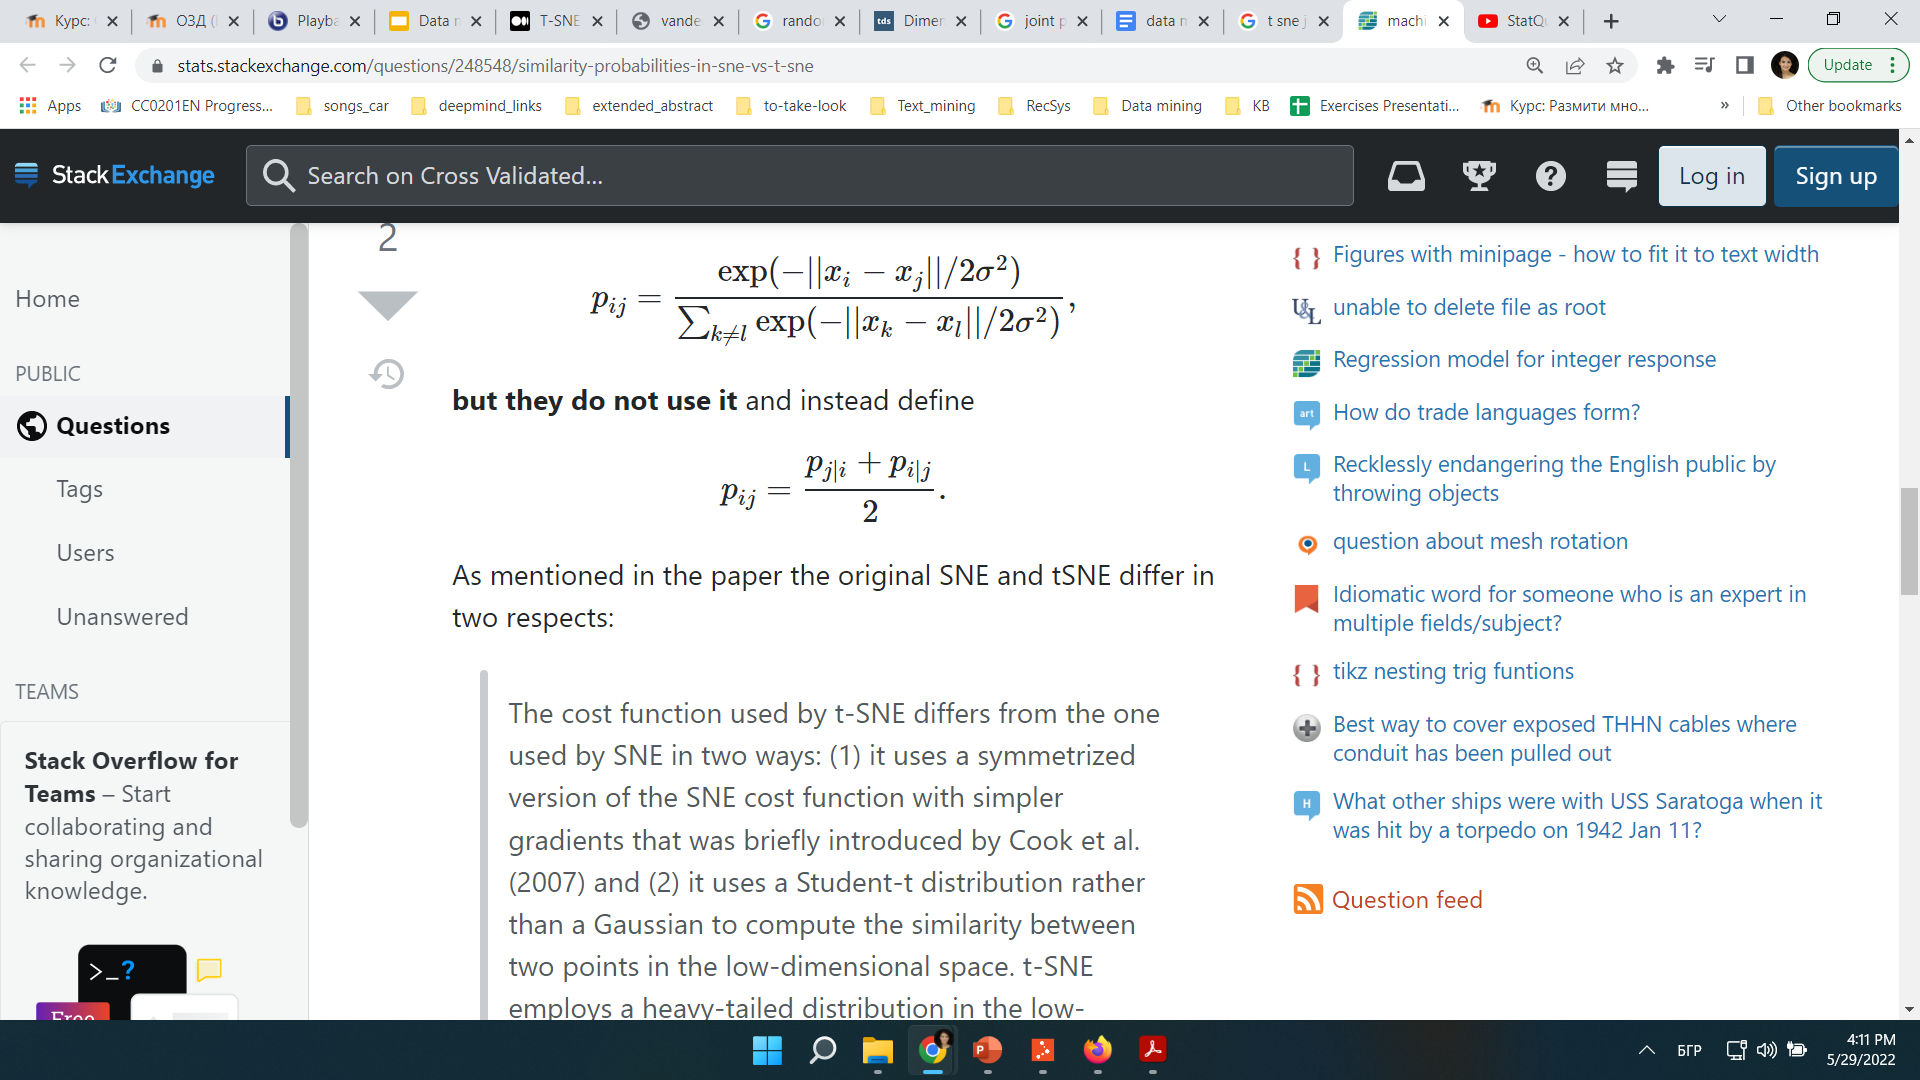 Курс:
ОЗД (
Playba
Data m
T-SNE
vande
rando
Dimer
joint p
data m
t sne j
machi
StatQu
stats.stackexchange.com/questions/248548/similarity-probabilities-in-sne-vs-t-sne
Update
Apps
CC0201EN Progress...
songs_car
deepmind_links
extended_abstract
to-take-look
Text_mining
RecSys
Data mining
KB
Exercises Presentati...
Курс: Размити мно...
»
Other bookmarks
StackExchange
Search on Cross Validated...
Log in
Sign up
Home
PUBLIC
Questions
Tags
Users
Unanswered
TEAMS
Stack Overflow for
Teams – Start
collaborating and
sharing organizational
knowledge.
>_?
Free
2
p_{ij} = \frac{exp(−||x_i − x_j||/2σ^2)}{∑_{k≠l} exp(−||x_k − x_l||/2σ^2)},
but they do not use it and instead define
p_{ij} = \frac{p_{j|i} + p_{i|j}}{2}.
As mentioned in the paper the original SNE and tSNE differ in
two respects:
The cost function used by t-SNE differs from the one
used by SNE in two ways: (1) it uses a symmetrized
version of the SNE cost function with simpler
gradients that was briefly introduced by Cook et al.
(2007) and (2) it uses a Student-t distribution rather
than a Gaussian to compute the similarity between
two points in the low-dimensional space. t-SNE
employs a heavy-tailed distribution in the low-
Figures with minipage - how to fit it to text width
unable to delete file as root
Regression model for integer response
How do trade languages form?
Recklessly endangering the English public by
throwing objects
question about mesh rotation
Idiomatic word for someone who is an expert in
multiple fields/subject?
tikz nesting trig funtions
Best way to cover exposed THHN cables where
conduit has been pulled out
What other ships were with USS Saratoga when it
was hit by a torpedo on 1942 Jan 11?
Question feed
БГР
4:11 PM
5/29/2022